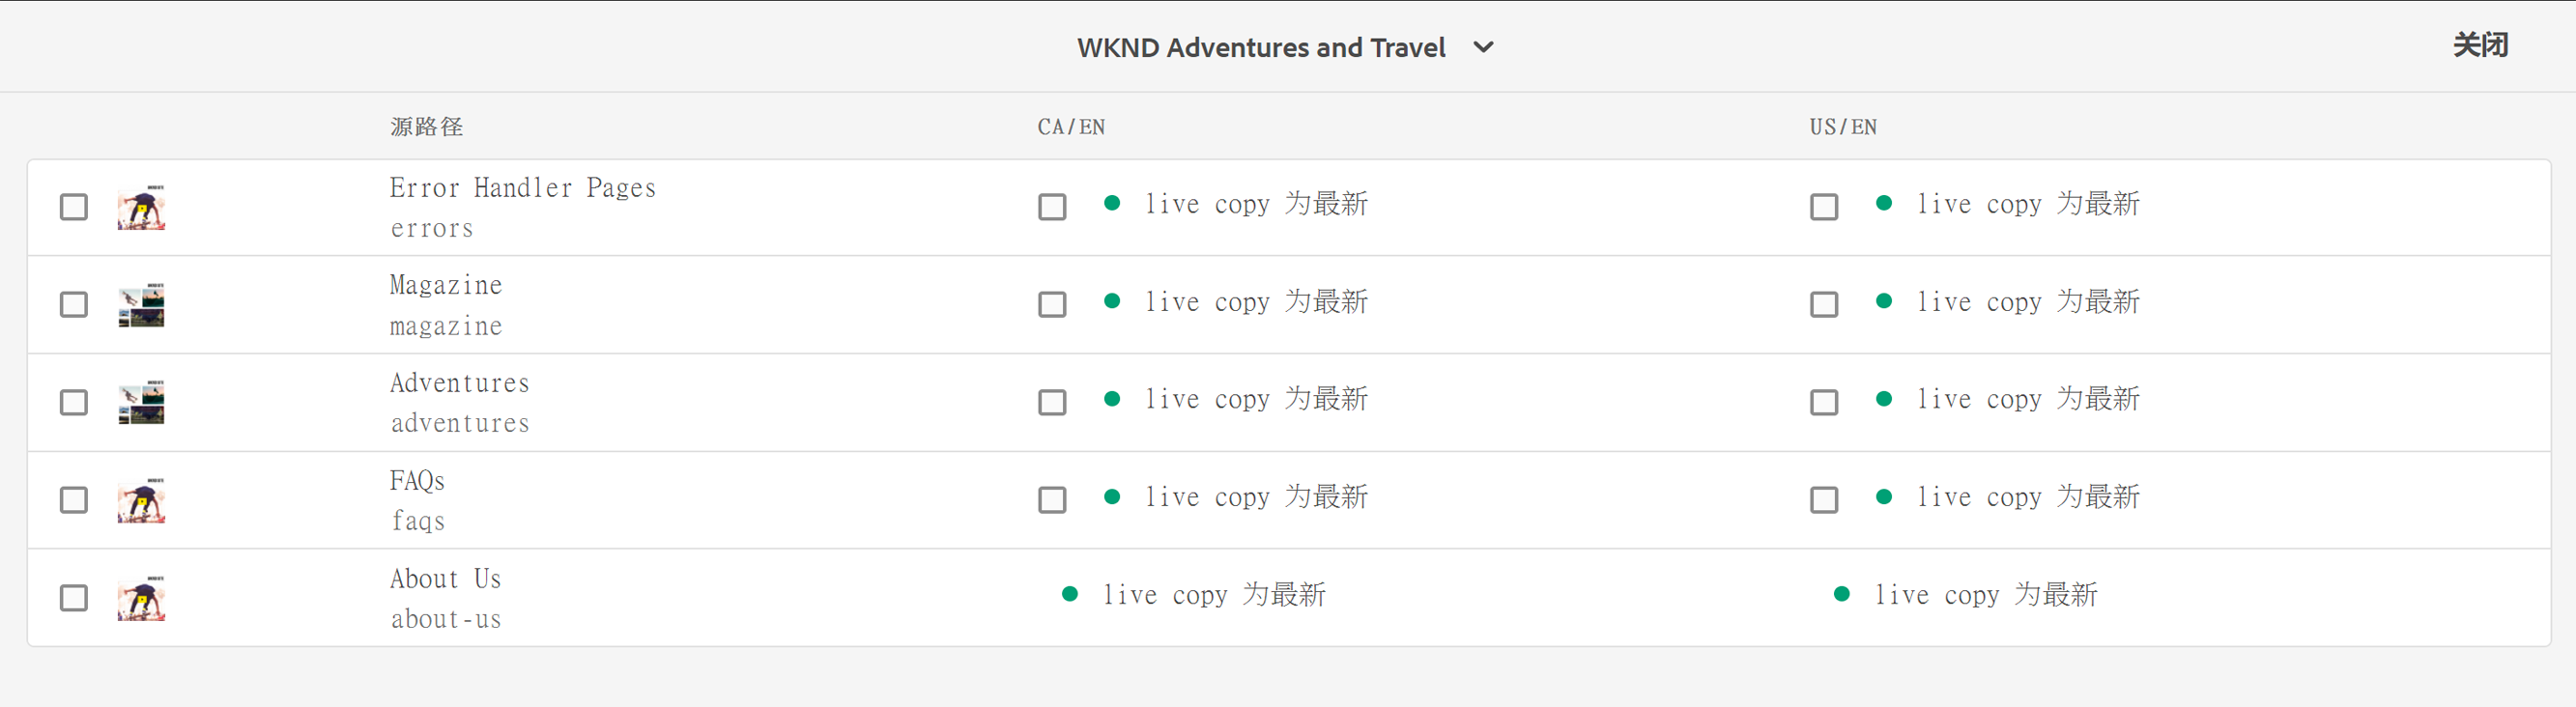 WKND Adventures and Travel
关闭
源路径 CA/EN US/EN
Error Handler Pages
errors
live copy 为最新 live copy 为最新
Magazine
magazine
live copy 为最新 live copy 为最新
Adventures
adventures
live copy 为最新 live copy 为最新
FAQs
faqs
live copy 为最新 live copy 为最新
About Us
about-us
live copy 为最新 live copy 为最新